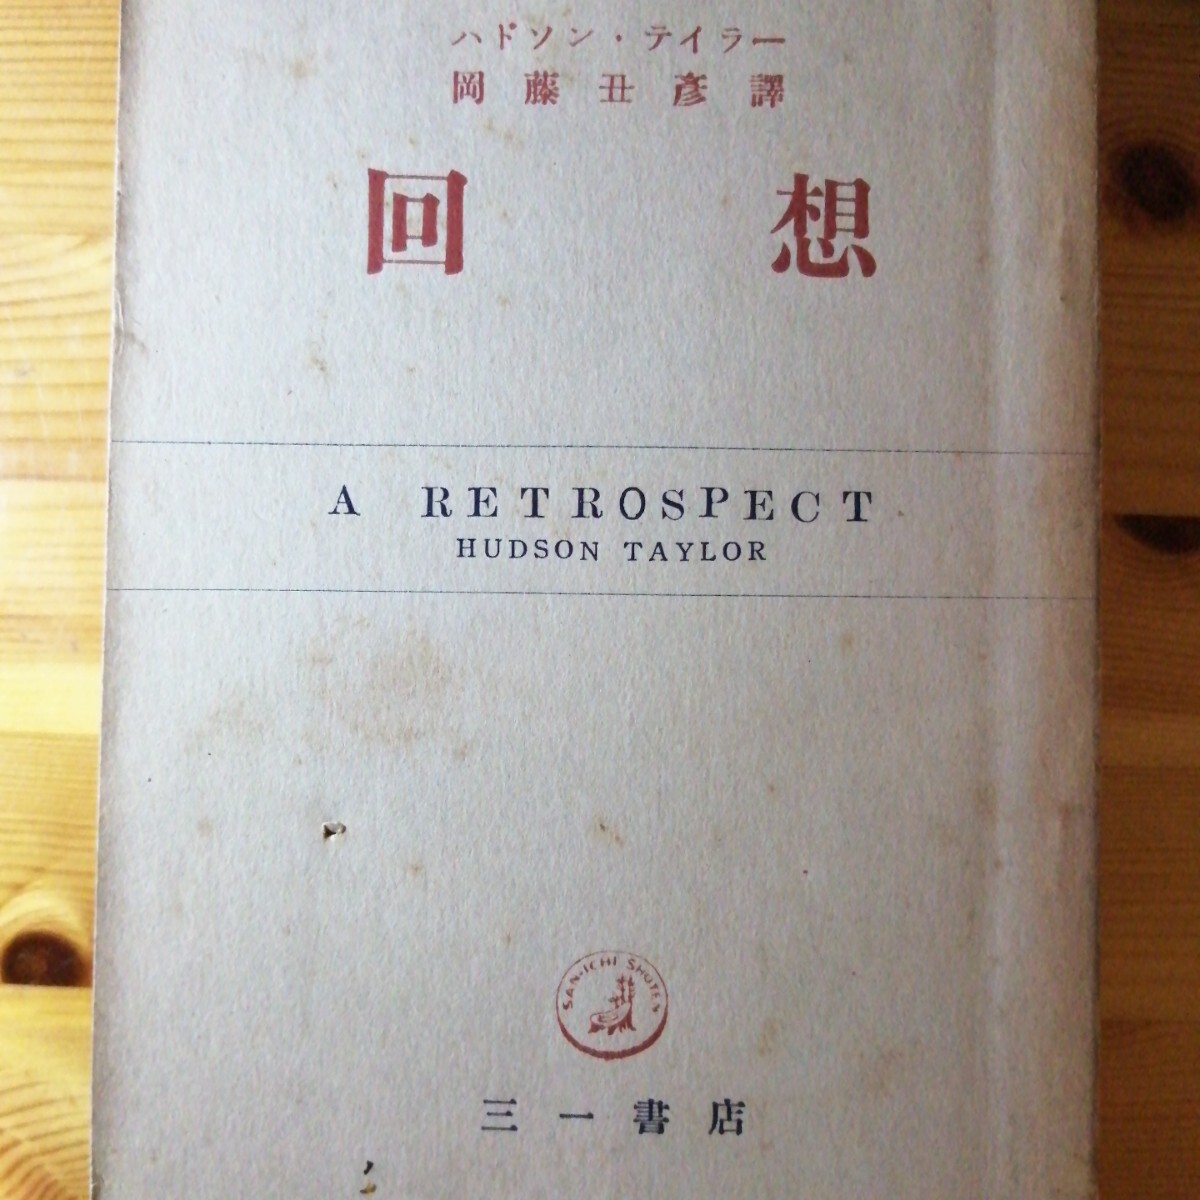 ハドソン・テイラー
岡藤丑彦譯
回想
A RETROSPECT
HUDSON TAYLOR
SAN-ICHI SHOTEN
三一書店